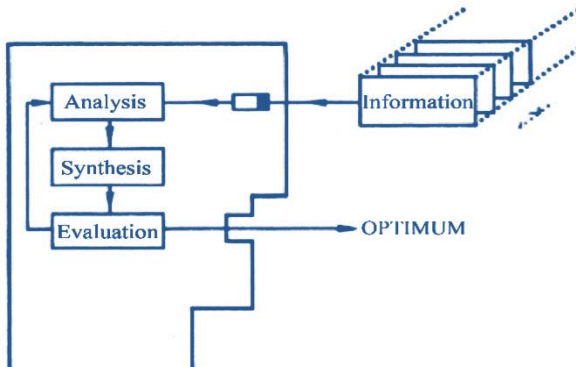 Analysis
Information
Synthesis
Evaluation
OPTIMUM